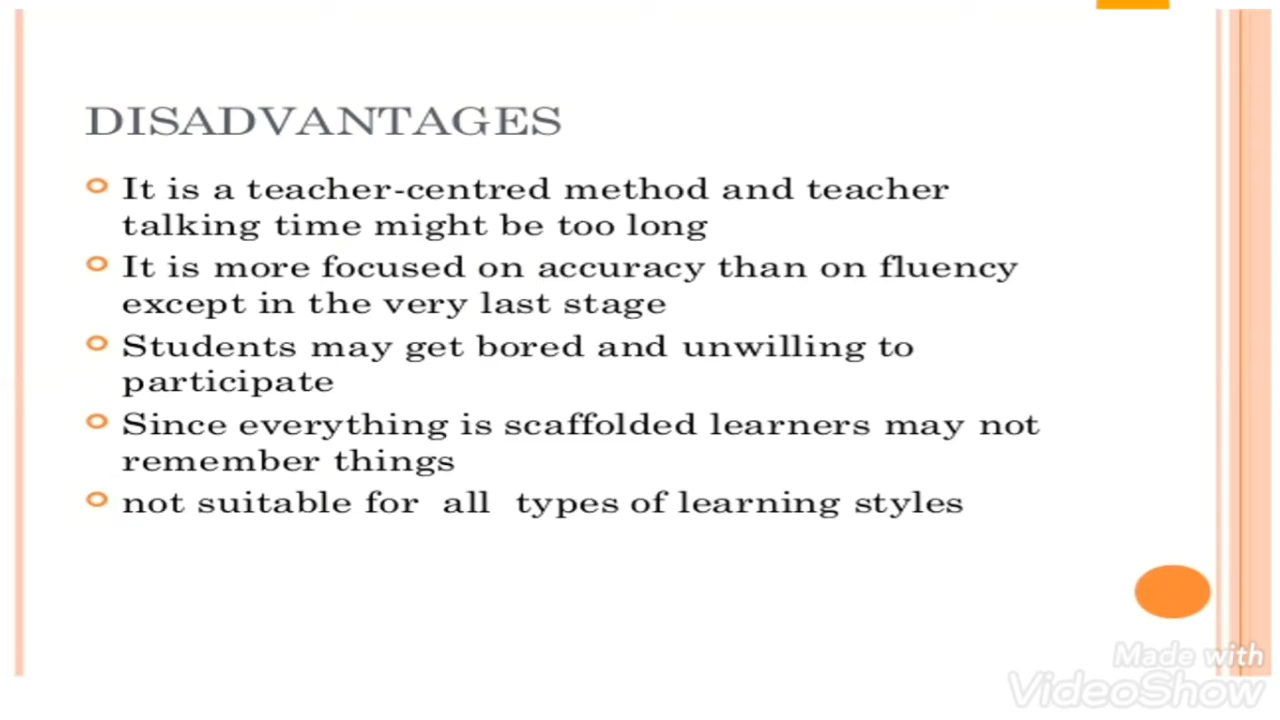 DISADVANTAGES
It is a teacher-centred method and teacher
talking time might be too long
It is more focused on accuracy than on fluency
except in the very last stage
Students may get bored and unwilling to
participate
Since everything is scaffolded learners may not
remember things
not suitable for all types of learning styles
Made with
VideoShow